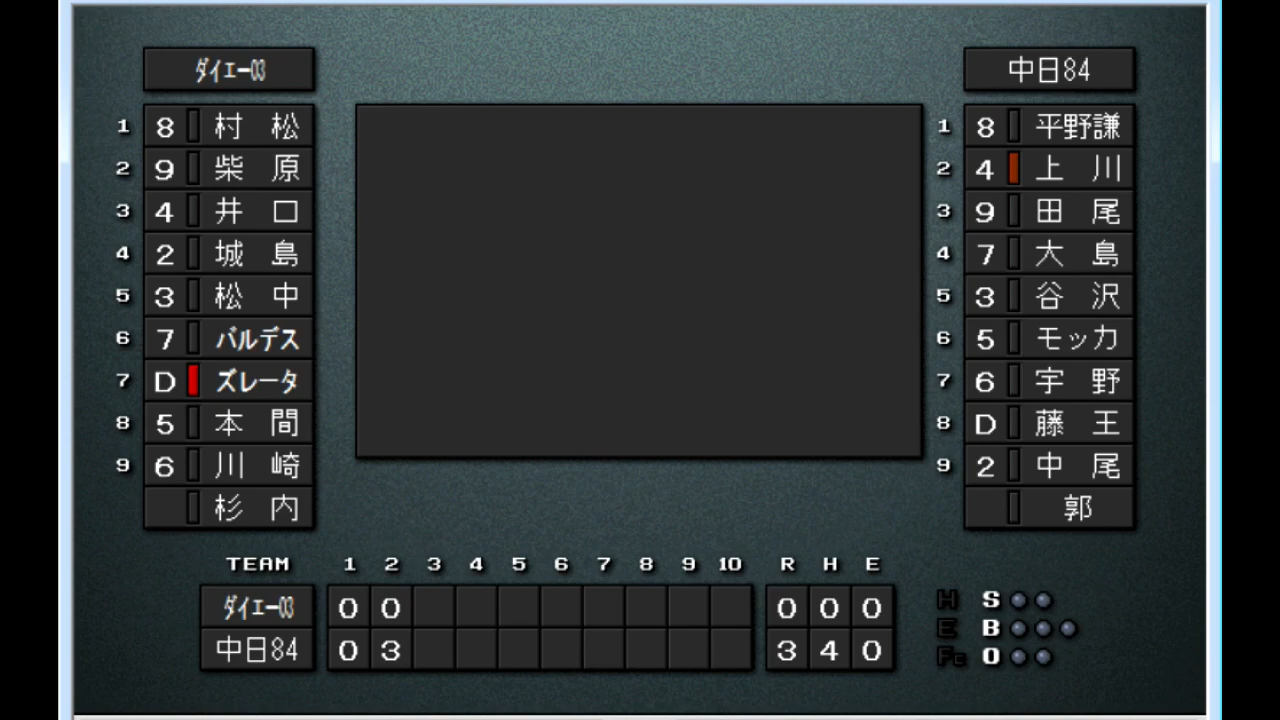 ダイエー03
1 8 村松
2 9 柴原
3 4 井口
4 2 城島
5 3 松中
6 7 バルデス
7 D ズレータ
8 5 本間
9 6 川崎
杉内
中日84
1 8 平野謙
2 4 上川
3 9 田尾
4 7 大島
5 3 谷沢
6 5 モッカ
7 6 宇野
8 D 藤王
9 2 中尾
郭
TEAM 1 2 3 4 5 6 7 8 9 10 R H E
ダイエー03 0 0 0 0 0
中日84 0 3 3 4 0
H S
E B
Fc O